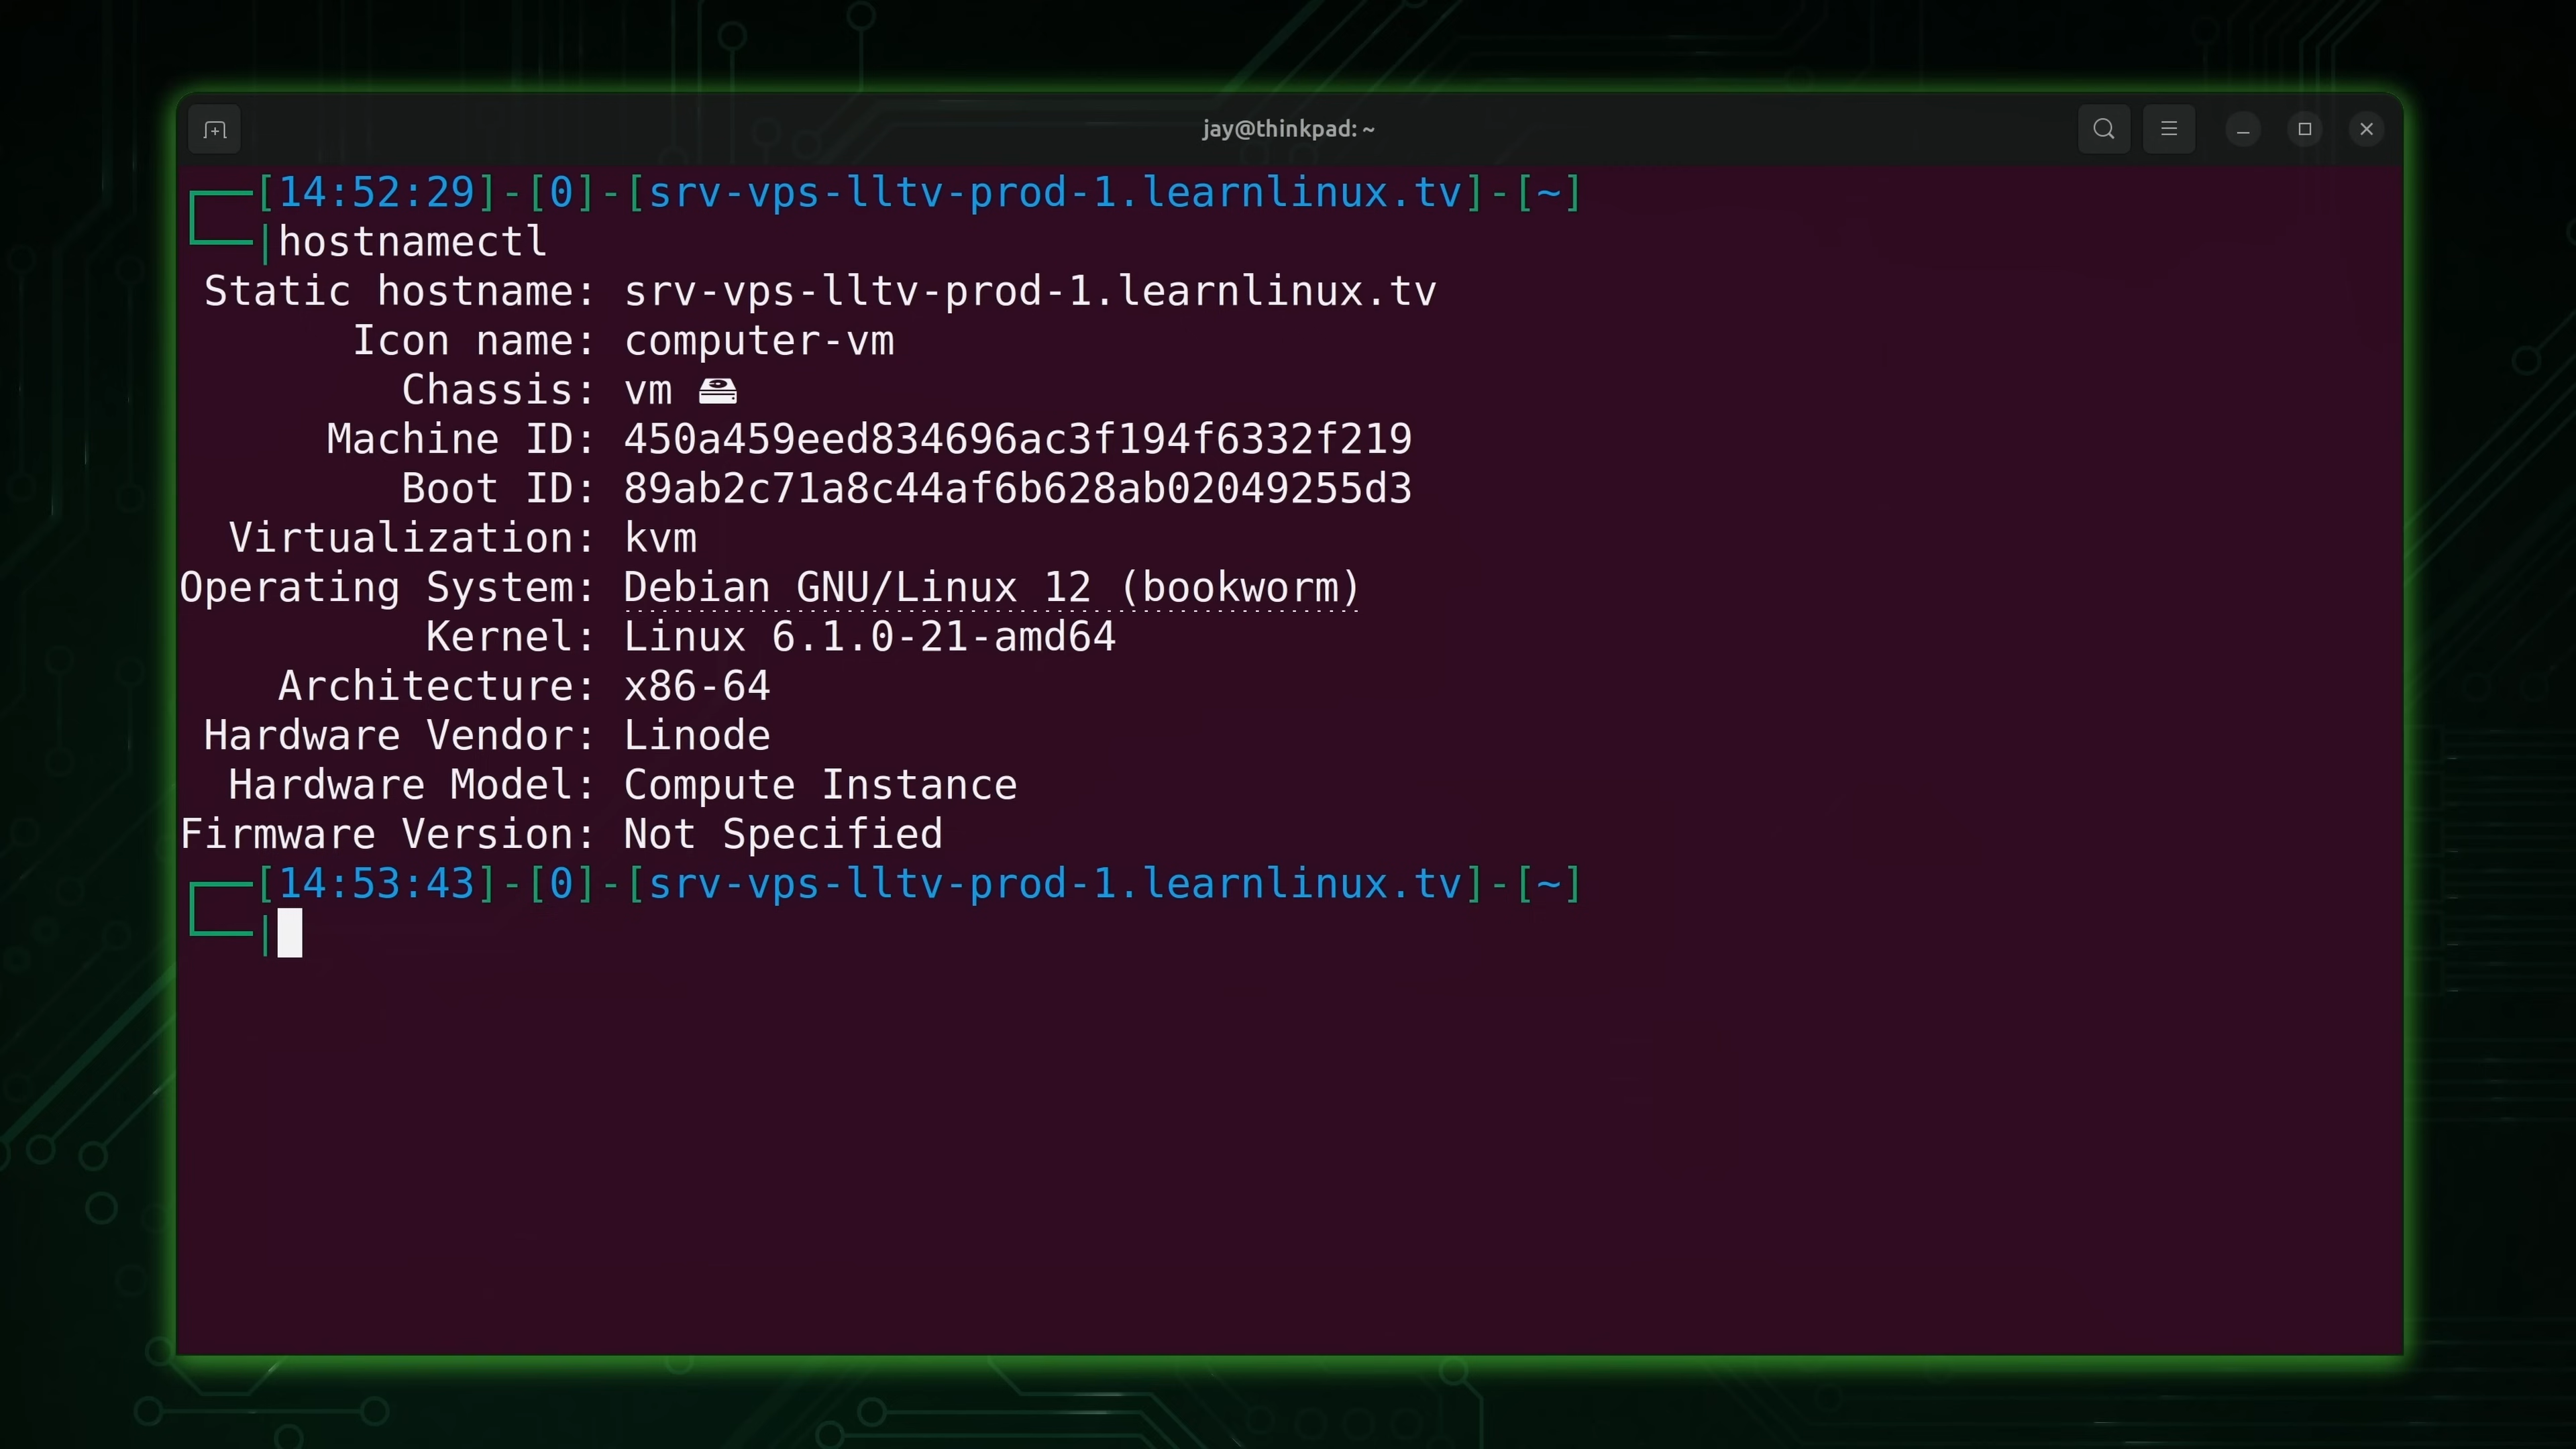 jay@thinkpad: ~
[14:52:29]-[0]-[srv-vps-lltv-prod-1.learnlinux.tv]-[~]
|hostnamectl
Static hostname: srv-vps-lltv-prod-1.learnlinux.tv
Icon name: computer-vm
Chassis: vm 🖴
Machine ID: 450a459eed834696ac3f194f6332f219
Boot ID: 89ab2c71a8c44af6b628ab02049255d3
Virtualization: kvm
Operating System: Debian GNU/Linux 12 (bookworm)
Kernel: Linux 6.1.0-21-amd64
Architecture: x86-64
Hardware Vendor: Linode
Hardware Model: Compute Instance
Firmware Version: Not Specified
[14:53:43]-[0]-[srv-vps-lltv-prod-1.learnlinux.tv]-[~]
|